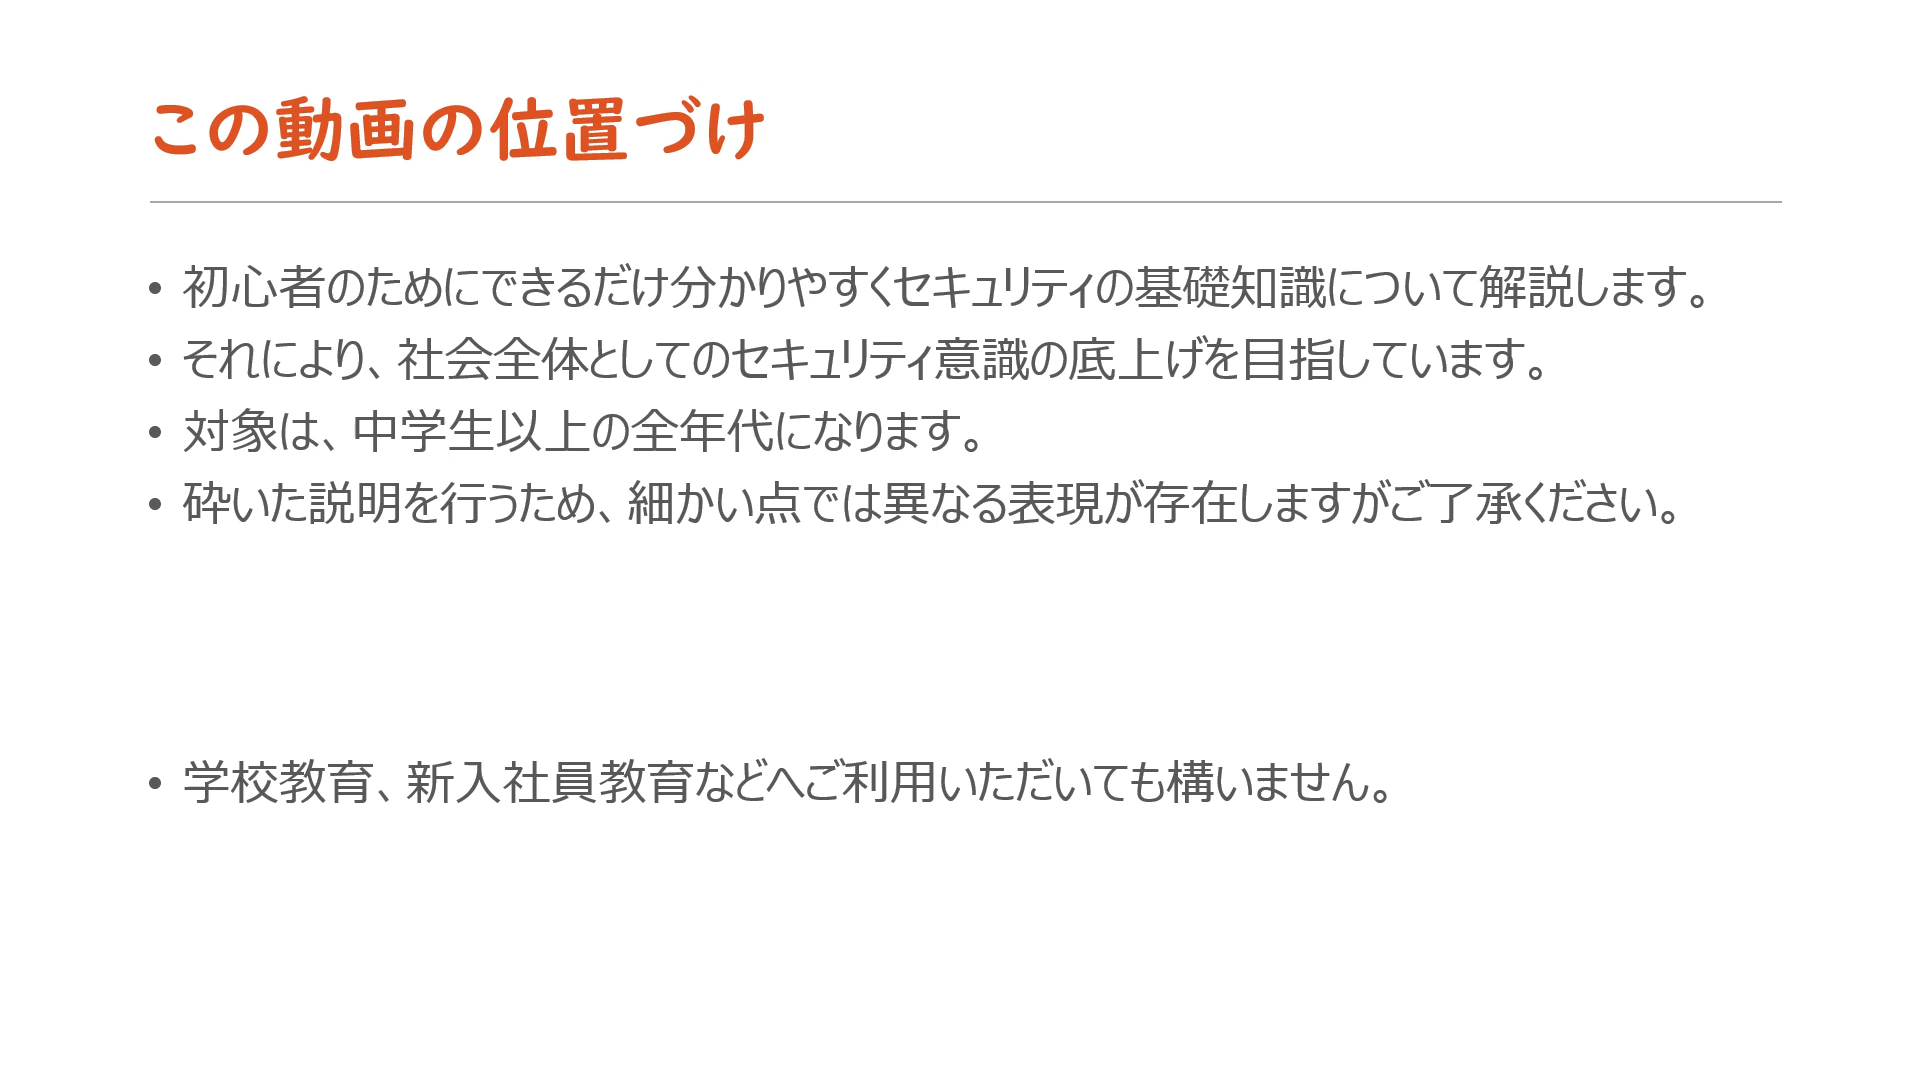 この動画の位置づけ
• 初心者のためにできるだけ分かりやすくセキュリティの基礎知識について解説します。
• それにより、社会全体としてのセキュリティ意識の底上げを目指しています。
• 対象は、中学生以上の全年代になります。
• 砕いた説明を行うため、細かい点では異なる表現が存在しますがご了承ください。
• 学校教育、新入社員教育などへご利用いただいても構いません。